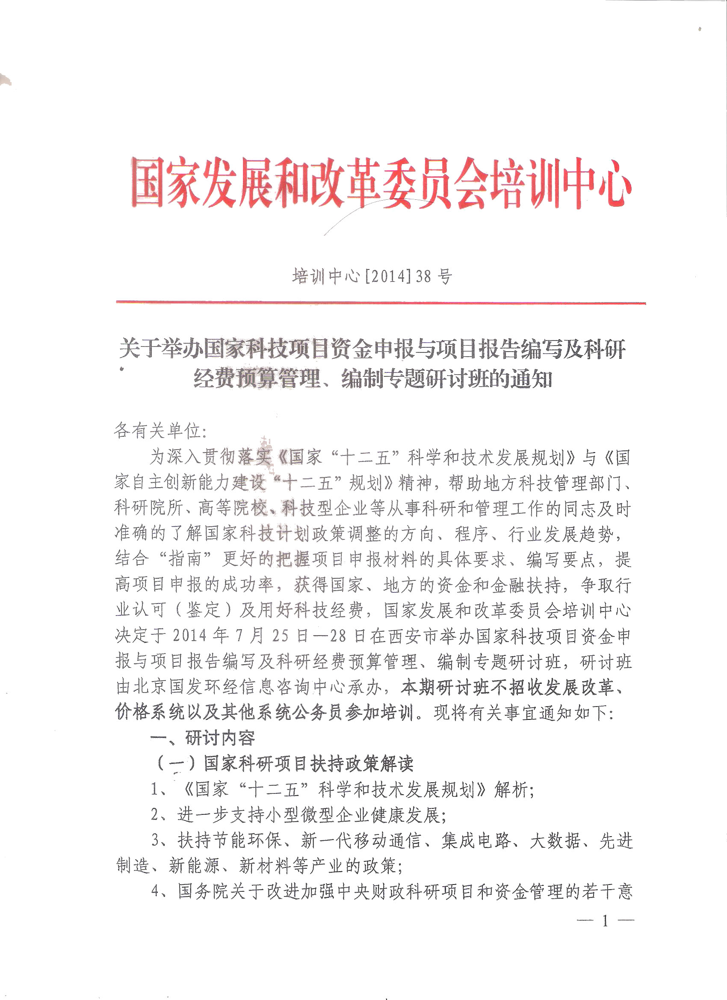 国家发展和改革委员会培训中心
培训中心[2014]38 号
关于举办国家科技项目资金申报与项目报告编写及科研
经费预算管理、编制专题研讨班的通知
各有关单位:
为深入贯彻落实《国家“十二五”科学和技术发展规划》与《国
家自主创新能力建设“十二五”规划》精神，帮助地方科技管理部门、
科研院所、高等院校、科技型企业等从事科研和管理工作的同志及时
准确的了解国家科技计划政策调整的方向、程序、行业发展趋势，
结合“指南”更好的把握项目申报材料的具体要求、编写要点，提
高项目申报的成功率，获得国家、地方的资金和金融扶持，争取行
业认可（鉴定）及用好科技经费，国家发展和改革委员会培训中心
决定于 2014 年 7 月 25 日—28 日在西安市举办国家科技项目资金申
报与项目报告编写及科研经费预算管理、编制专题研讨班，研讨班
由北京国发环经信息咨询中心承办，本期研讨班不招收发展改革、
价格系统以及其他系统公务员参加培训。现将有关事宜通知如下:
一、研讨内容
（一）国家科研项目扶持政策解读
1、《国家“十二五”科学和技术发展规划》解析;
2、进一步支持小型微型企业健康发展;
3、扶持节能环保、新一代移动通信、集成电路、大数据、先进
制造、新能源、新材料等产业的政策;
4、国务院关于改进加强中央财政科研项目和资金管理的若干意
— 1 —